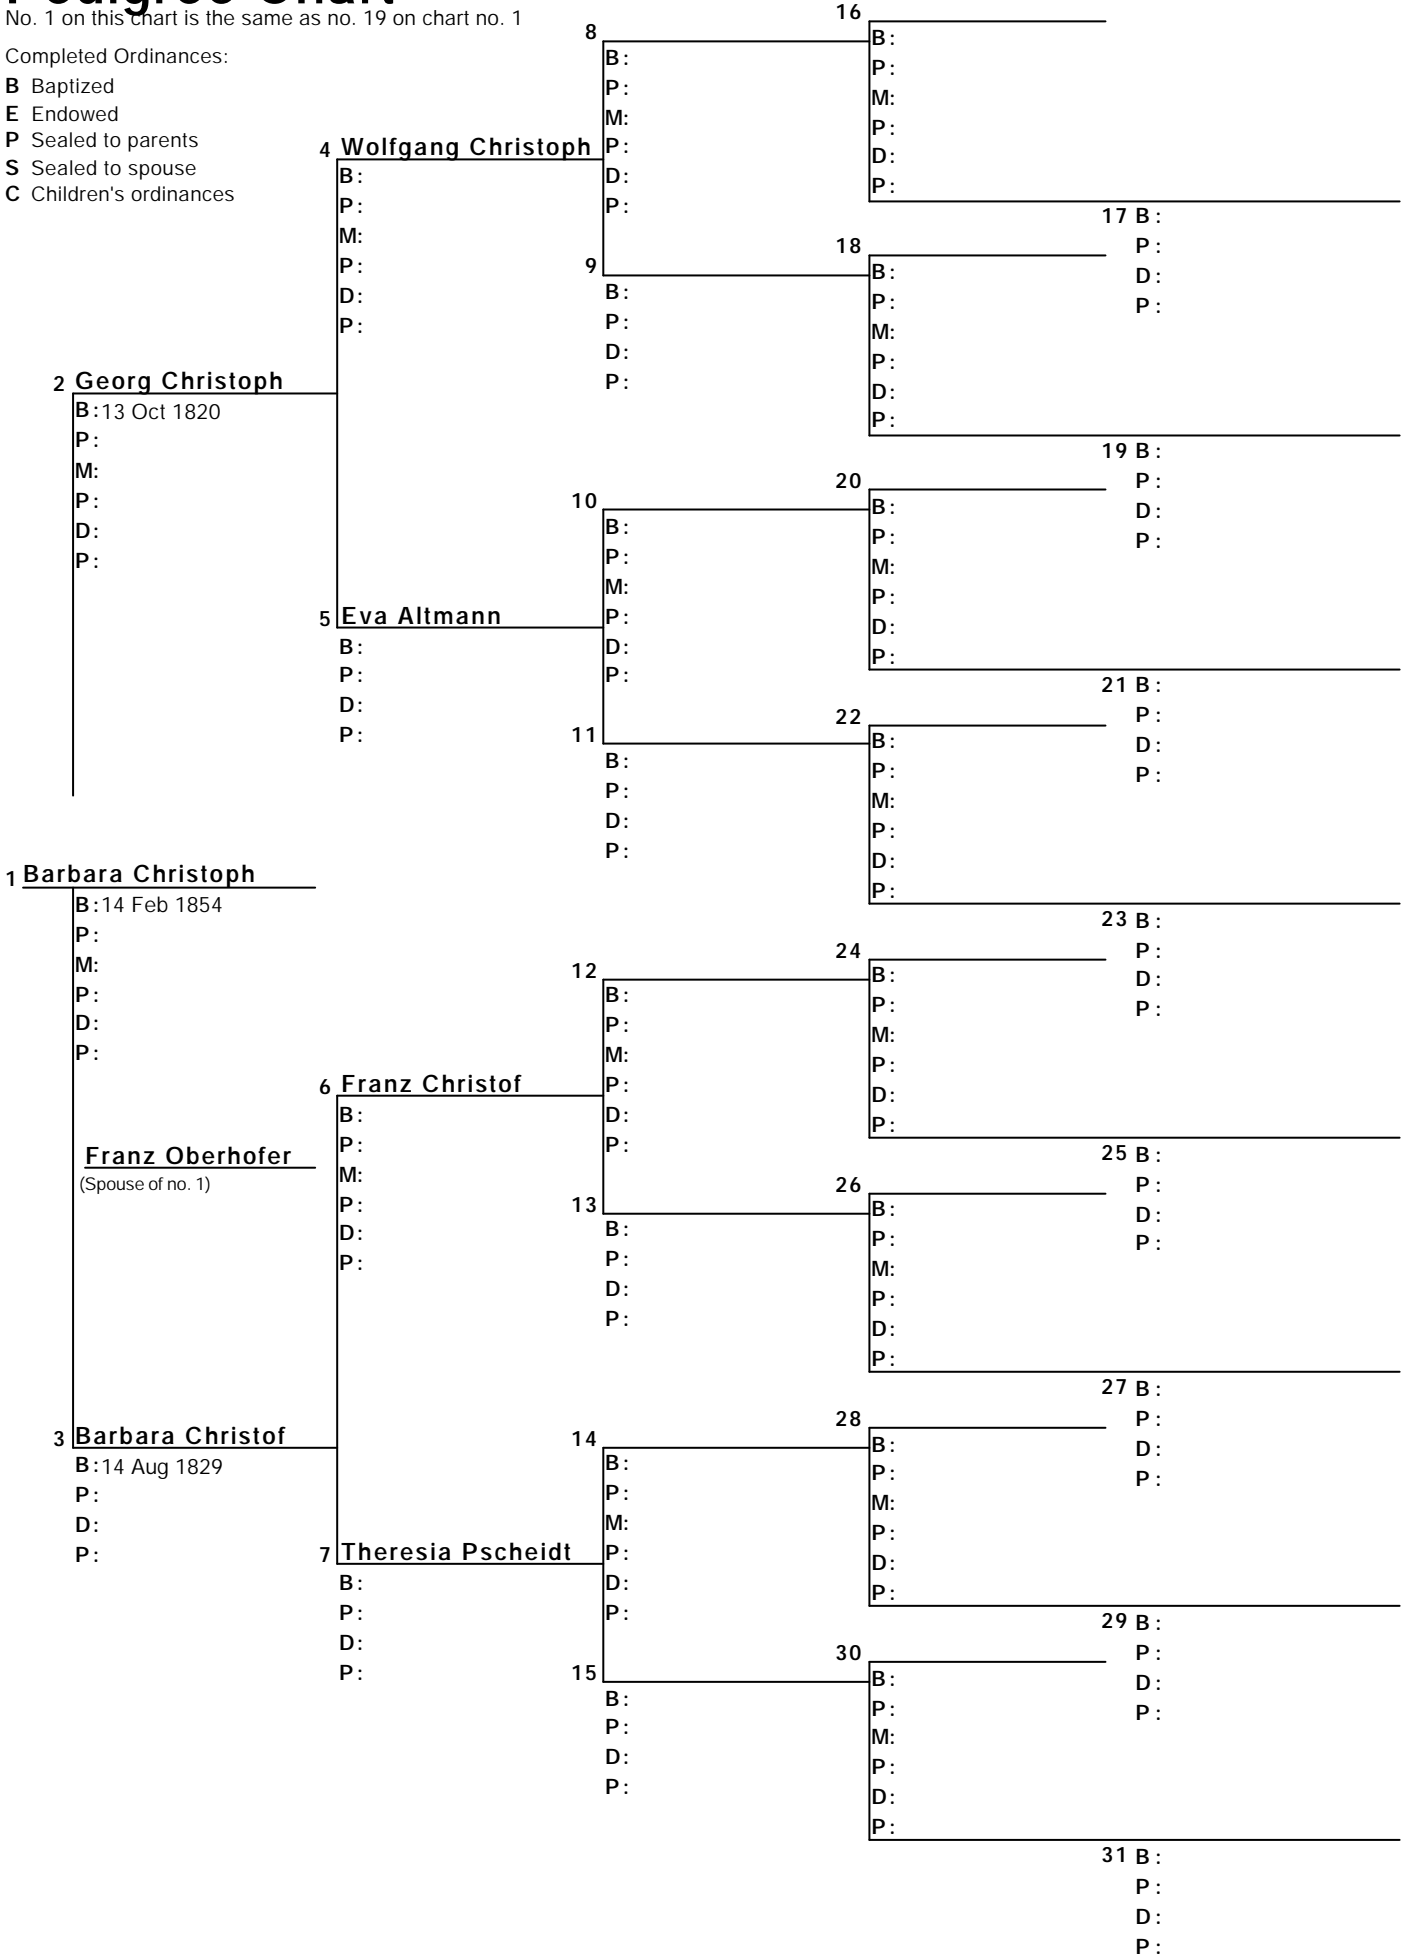 Pedigree Chart
No. 1 on this chart is the same as no. 19 on chart no. 1
Completed Ordinances:
B Baptized
E Endowed
P Sealed to parents
S Sealed to spouse
C Children's ordinances
2 Georg Christoph
B: 13 Oct 1820
P:
M:
P:
D:
P:
1 Barbara Christoph
B: 14 Feb 1854
P:
M:
P:
D:
P:
Franz Oberhofer
(Spouse of no. 1)
3 Barbara Christof
B: 14 Aug 1829
P:
D:
P:
4 Wolfgang Christoph
B:
P:
M:
P:
D:
P:
5 Eva Altmann
B:
P:
D:
P:
6 Franz Christof
B:
P:
M:
P:
D:
P:
7 Theresia Pscheidt
B:
P:
D:
P:
8
B:
P:
M:
P:
D:
P:
9
B:
P:
D:
P:
10
B:
P:
M:
P:
D:
P:
11
B:
P:
D:
P:
12
B:
P:
M:
P:
D:
P:
13
B:
P:
D:
P:
14
B:
P:
M:
P:
D:
P:
15
B:
P:
D:
P:
16
B:
P:
M:
P:
D:
P:
17 B:
P:
D:
P:
18
B:
P:
M:
P:
D:
P:
19 B:
P:
D:
P:
20
B:
P:
M:
P:
D:
P:
21 B:
P:
D:
P:
22
B:
P:
M:
P:
D:
P:
23 B:
P:
D:
P:
24
B:
P:
M:
P:
D:
P:
25 B:
P:
D:
P:
26
B:
P:
M:
P:
D:
P:
27 B:
P:
D:
P:
28
B:
P:
M:
P:
D:
P:
29 B:
P:
D:
P:
30
B:
P:
M:
P:
D:
P:
31 B:
P:
D:
P: